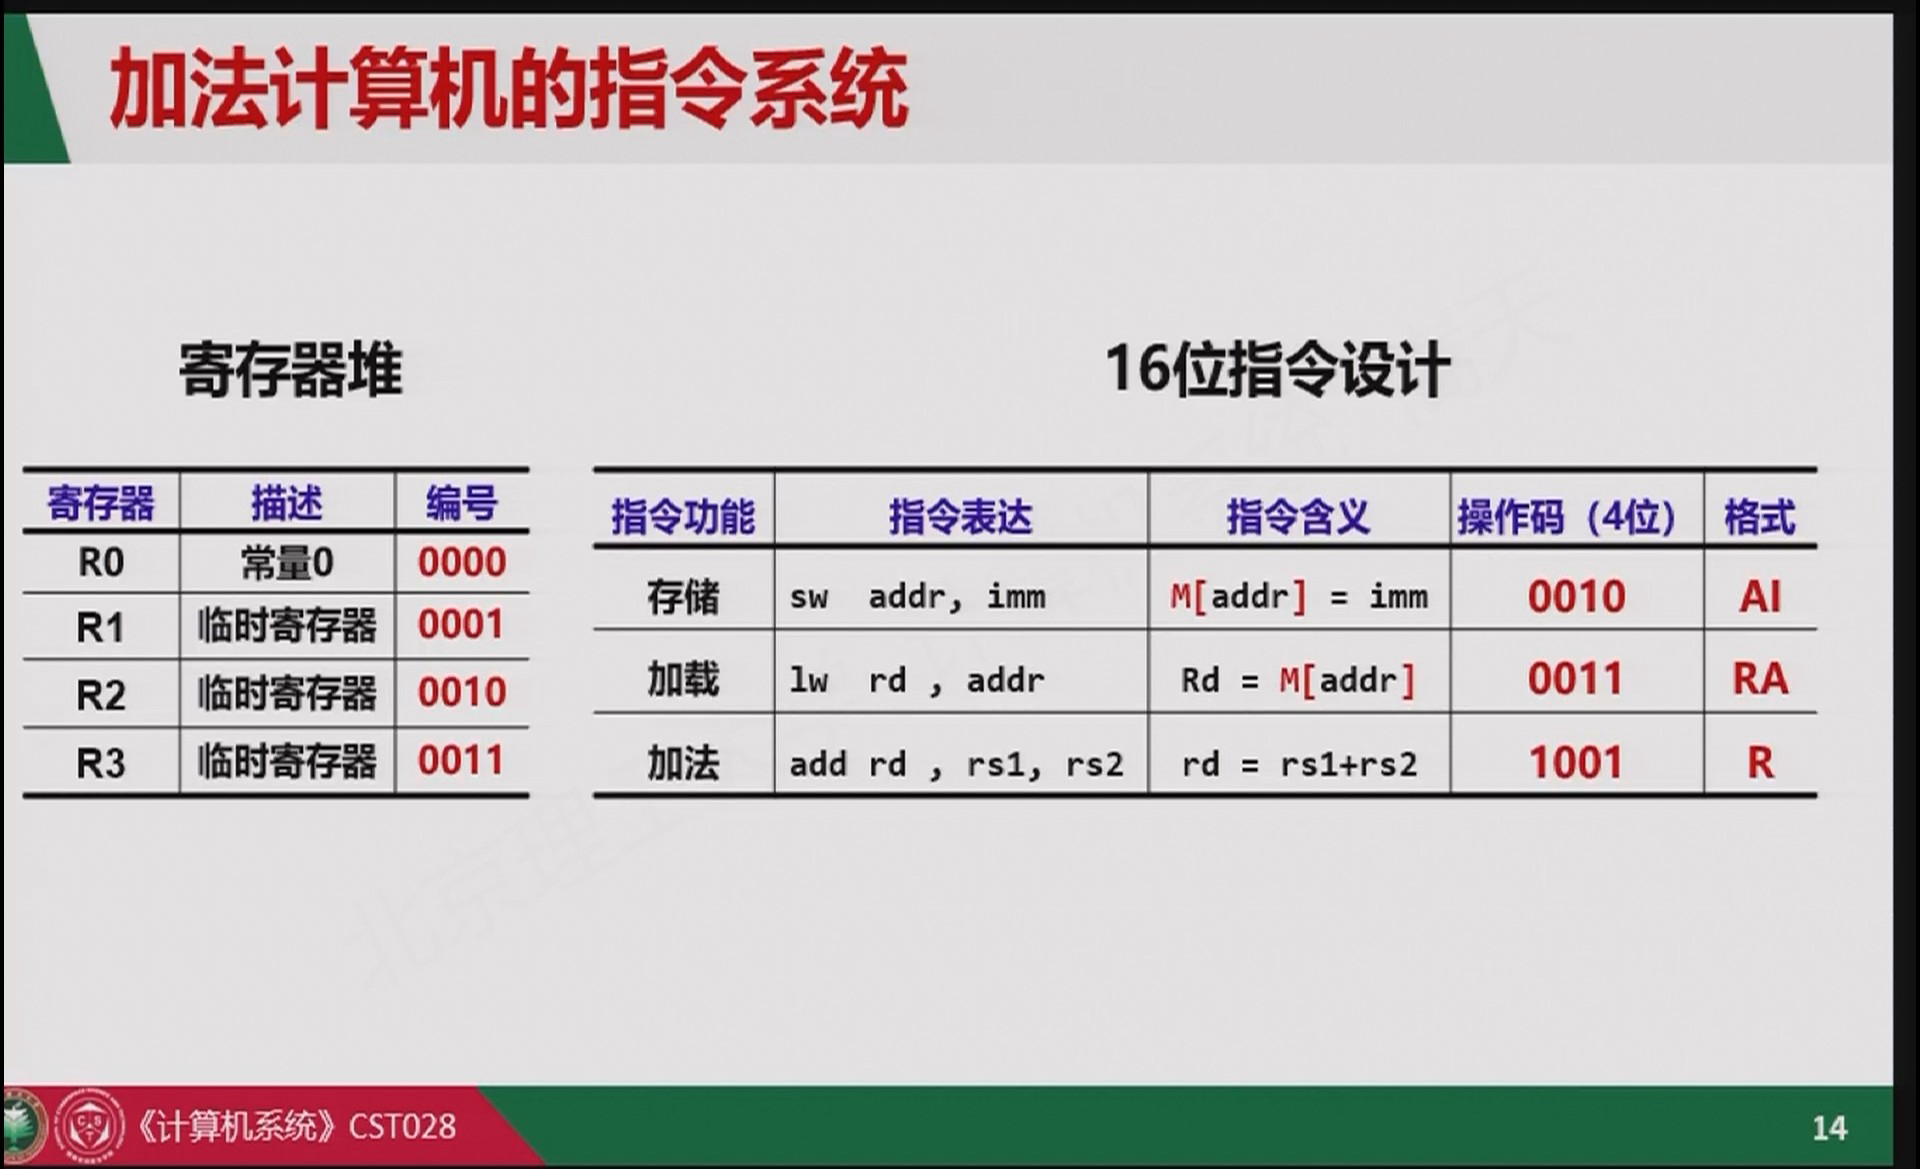 加法计算机的指令系统
寄存器堆
寄存器 描述 编号
R0 常量0 0000
R1 临时寄存器 0001
R2 临时寄存器 0010
R3 临时寄存器 0011
16位指令设计
指令功能 指令表达 指令含义 操作码（4位） 格式
存储 sw addr, imm M[addr] = imm 0010 AI
加载 lw rd , addr Rd = M[addr] 0011 RA
加法 add rd , rs1, rs2 rd = rs1+rs2 1001 R
《计算机系统》CST028
14